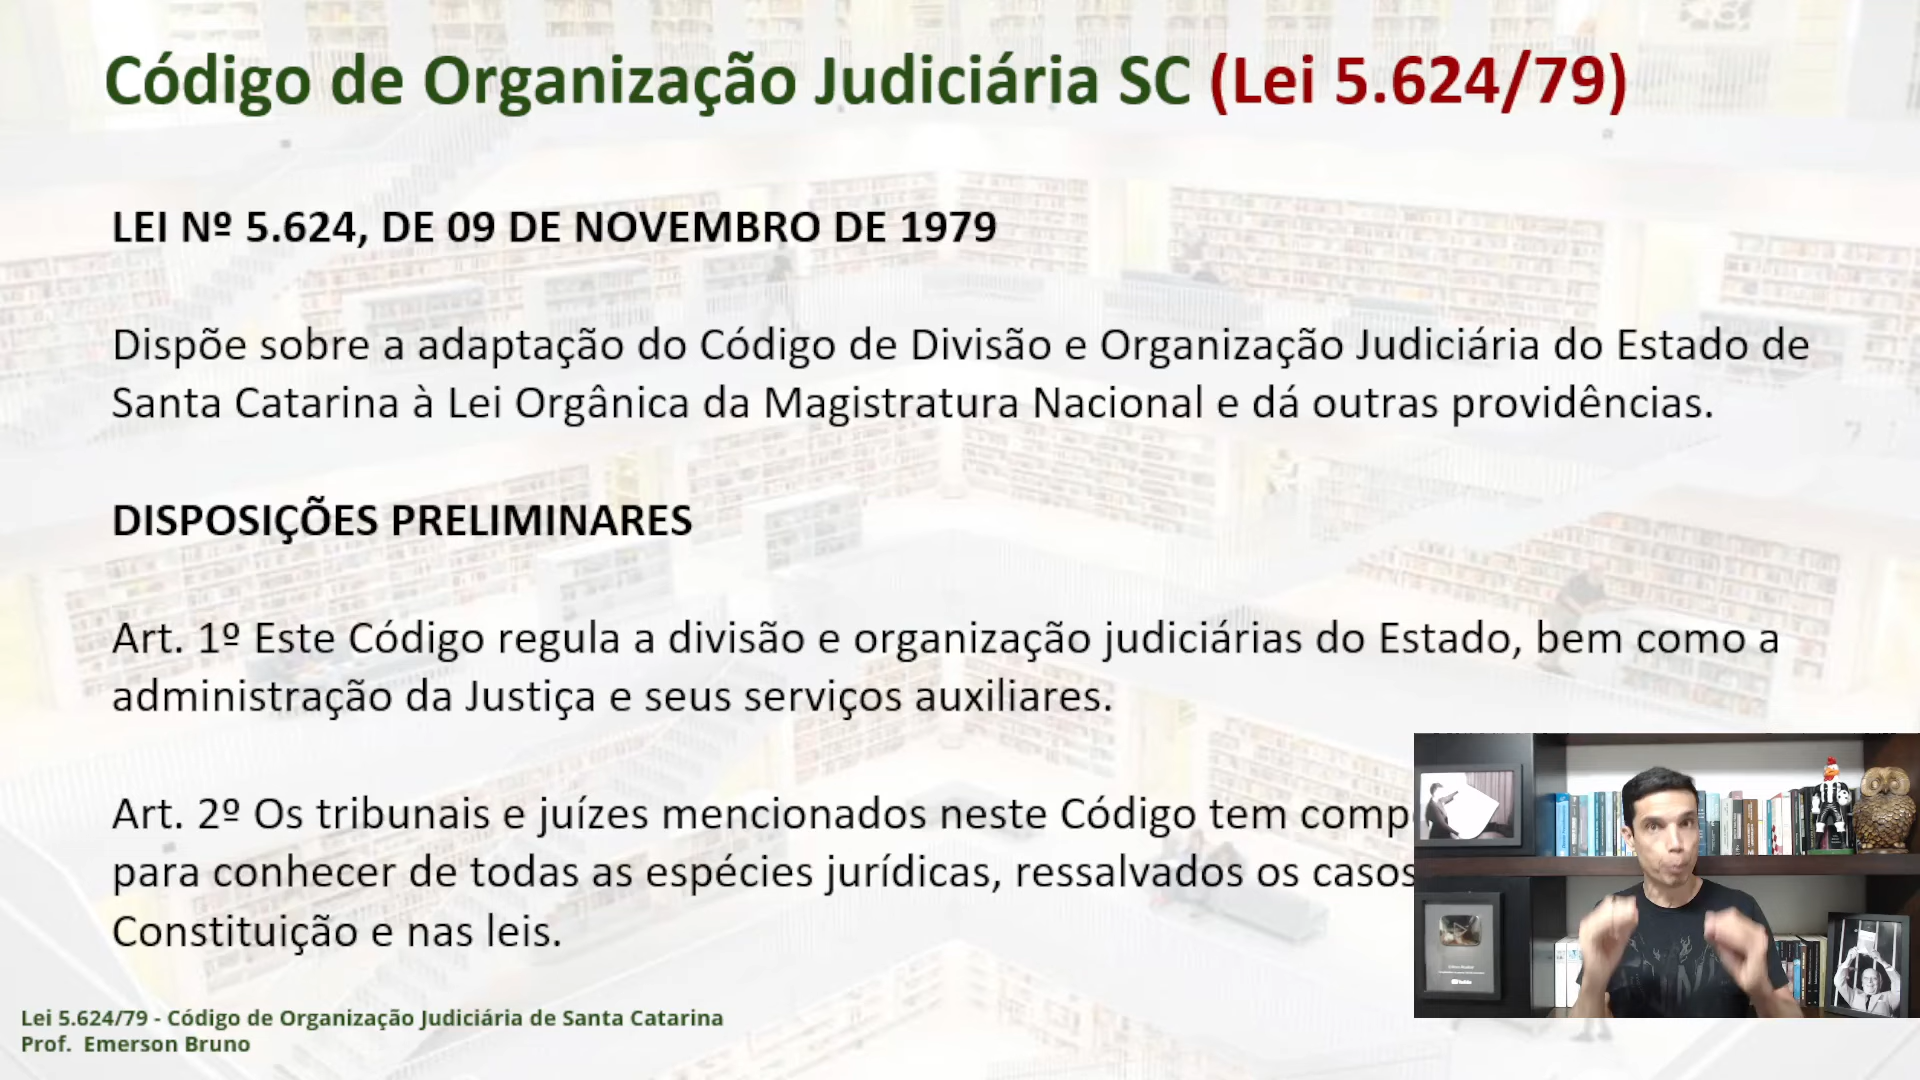 Código de Organização Judiciária SC (Lei 5.624/79)
LEI Nº 5.624, DE 09 DE NOVEMBRO DE 1979
Dispõe sobre a adaptação do Código de Divisão e Organização Judiciária do Estado de
Santa Catarina à Lei Orgânica da Magistratura Nacional e dá outras providências.
DISPOSIÇÕES PRELIMINARES
Art. 1º Este Código regula a divisão e organização judiciárias do Estado, bem como a
administração da Justiça e seus serviços auxiliares.
Art. 2º Os tribunais e juízes mencionados neste Código tem comp
para conhecer de todas as espécies jurídicas, ressalvados os casos
Constituição e nas leis.
Lei 5.624/79 - Código de Organização Judiciária de Santa Catarina
Prof. Emerson Bruno